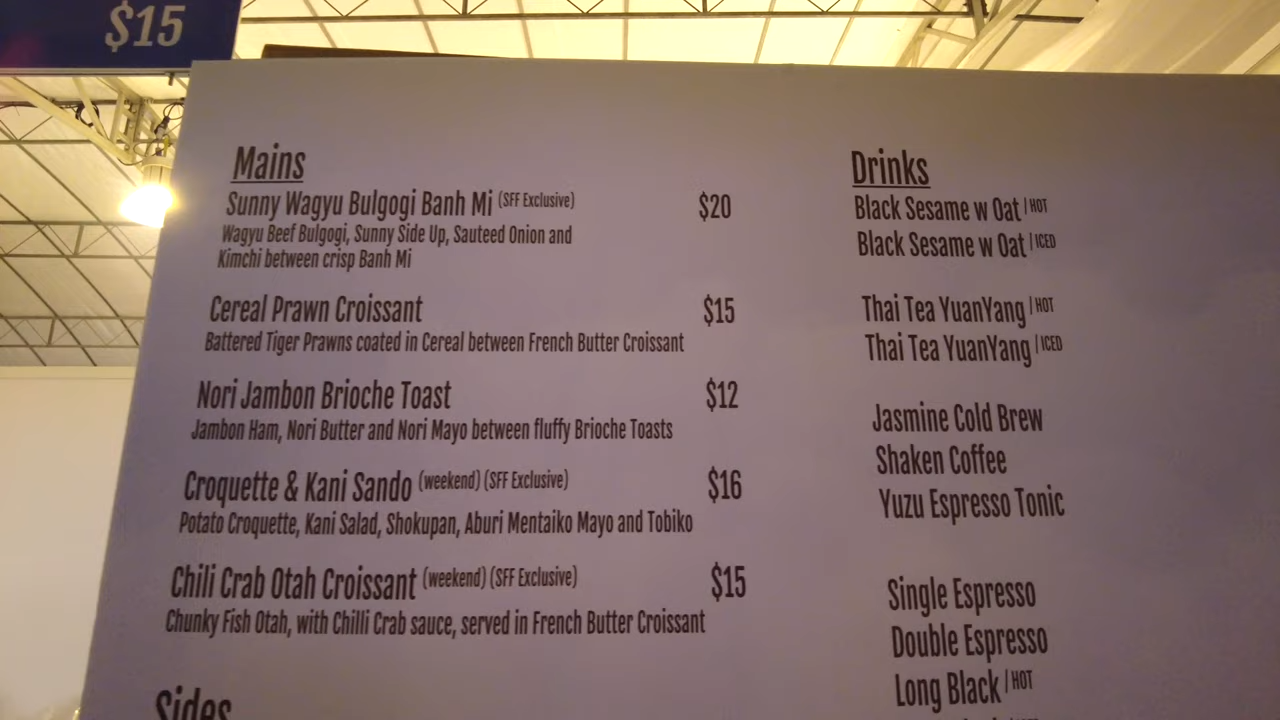 $15
Mains
Sunny Wagyu Bulgogi Banh Mi (SFF Exclusive) $20
Wagyu Beef Bulgogi, Sunny Side Up, Sauteed Onion and
Kimchi between crisp Banh Mi
Cereal Prawn Croissant $15
Battered Tiger Prawns coated in Cereal between French Butter Croissant
Nori Jambon Brioche Toast $12
Jambon Ham, Nori Butter and Nori Mayo between fluffy Brioche Toasts
Croquette & Kani Sando (weekend) (SFF Exclusive) $16
Potato Croquette, Kani Salad, Shokupan, Aburi Mentaiko Mayo and Tobiko
Chili Crab Otah Croissant (weekend) (SFF Exclusive) $15
Chunky Fish Otah, with Chilli Crab sauce, served in French Butter Croissant
Sides
Drinks
Black Sesame w Oat | HOT
Black Sesame w Oat | ICED
Thai Tea YuanYang | HOT
Thai Tea YuanYang | ICED
Jasmine Cold Brew
Shaken Coffee
Yuzu Espresso Tonic
Single Espresso
Double Espresso
Long Black | HOT